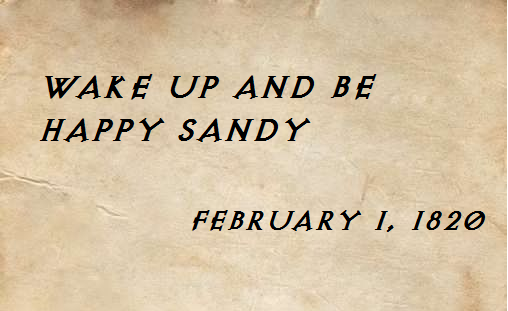 WAKE UP AND BE
HAPPY SANDY
FEBRUARY 1, 1820